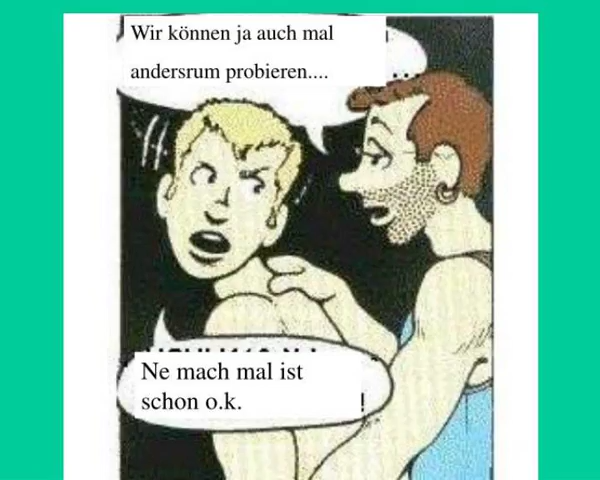 Wir können ja auch mal
andersrum probieren....
Ne mach mal ist
schon o.k. !